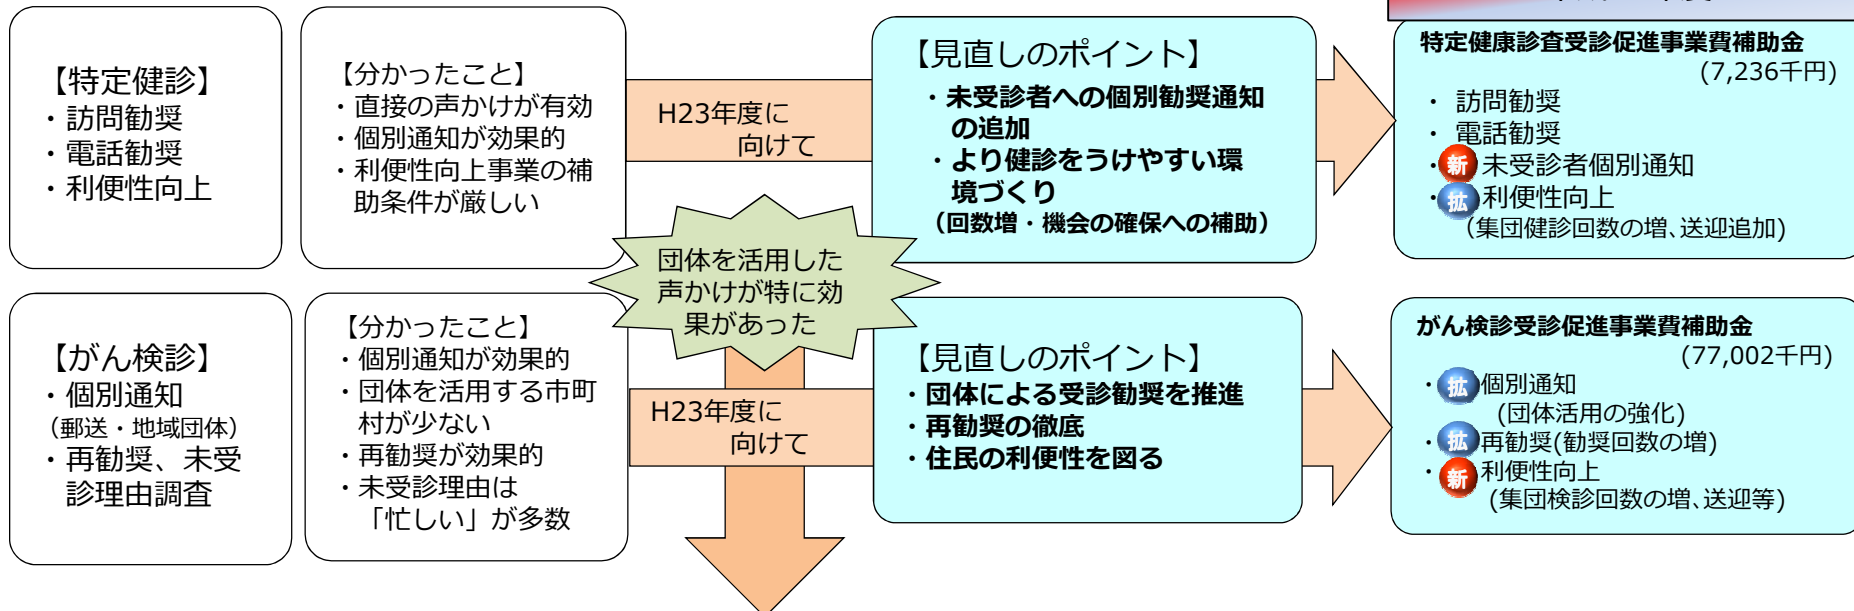 【特定健診】
・訪問勧奨
・電話勧奨
・利便性向上
【分かったこと】
・直接の声かけが有効
・個別通知が効果的
・利便性向上事業の補
助条件が厳しい
H23年度に
向けて
【見直しのポイント】
・未受診者への個別勧奨通知
の追加
・より健診をうけやすい環
境づくり
（回数増・機会の確保への補助）
特定健康診査受診促進事業費補助金
(7,236千円)
・ 訪問勧奨
・ 電話勧奨
・新 未受診者個別通知
・拡 利便性向上
（集団健診回数の増、送迎追加)
団体を活用した
声かけが特に効
果があった
【がん検診】
・個別通知
（郵送・地域団体）
・再勧奨、未受
診理由調査
【分かったこと】
・個別通知が効果的
・団体を活用する市町
村が少ない
・再勧奨が効果的
・未受診理由は
「忙しい」が多数
H23年度に
向けて
【見直しのポイント】
・団体による受診勧奨を推進
・再勧奨の徹底
・住民の利便性を図る
がん検診受診促進事業費補助金
(77,002千円)
・拡 個別通知
(団体活用の強化)
・拡 再勧奨(勧奨回数の増)
・新 利便性向上
(集団検診回数の増、送迎等)